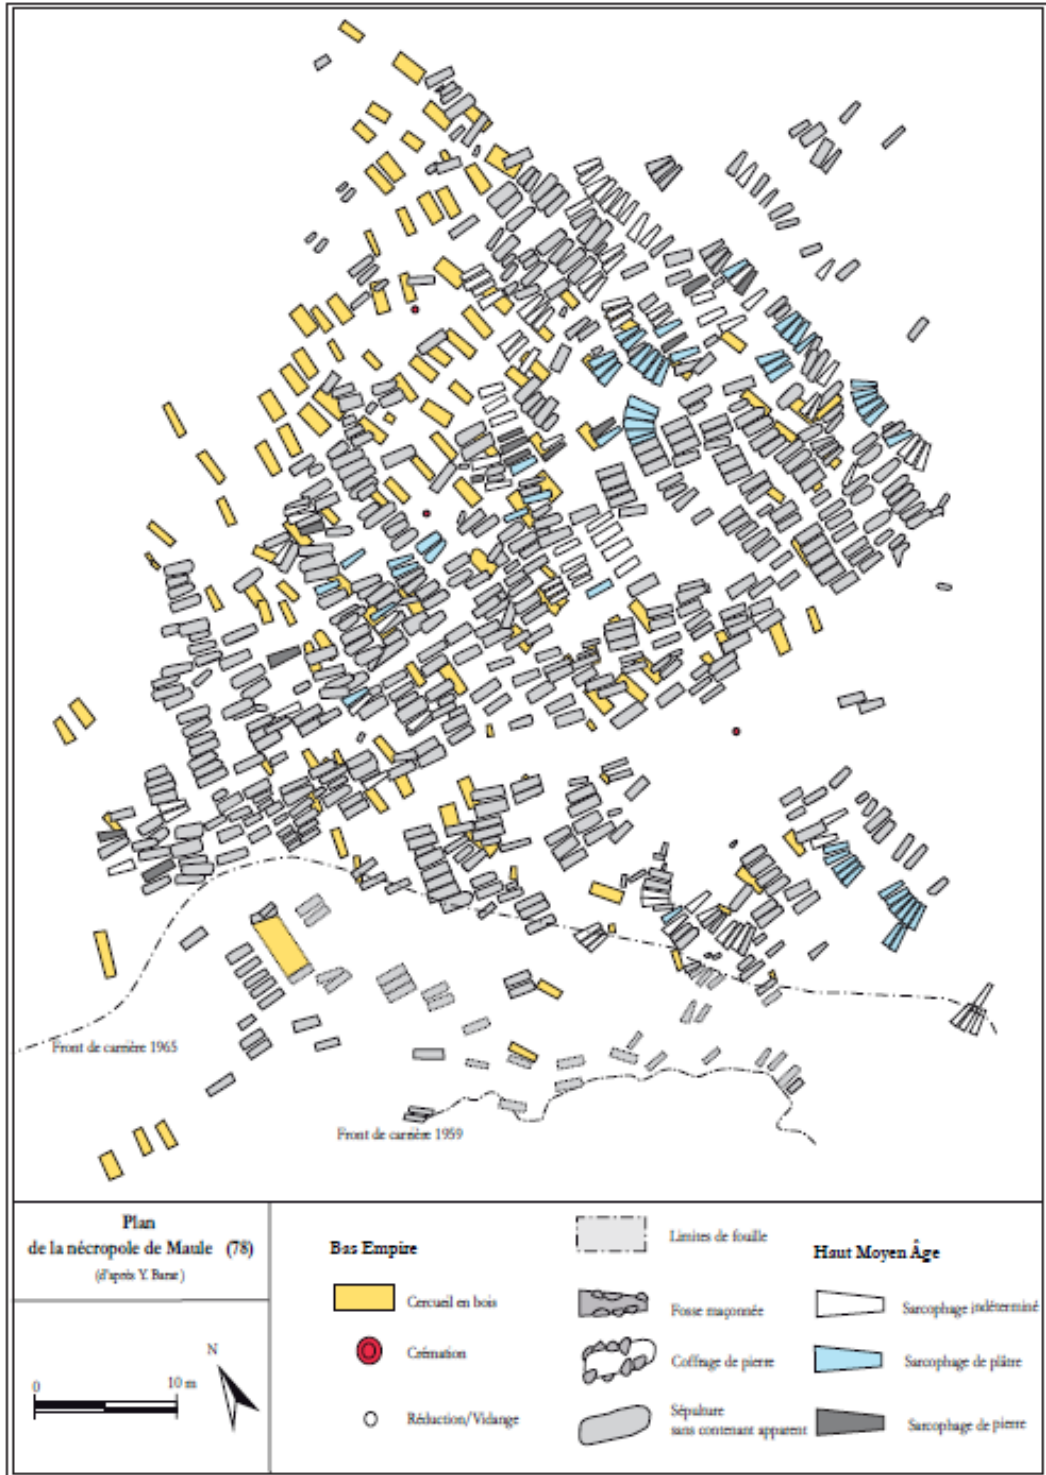 Front de carrière 1965
Front de carrière 1959
Plan
de la nécropole de Maule (78)
(d'après Y. Barat)
0
10 m
N
Bas Empire
Cercueil en bois
Crémation
Réduction/Vidange
Limites de fouille
Fosse maçonnée
Coffrage de pierre
Sépulture
sans contenant apparent
Haut Moyen Âge
Sarcophage indéterminé
Sarcophage de plâtre
Sarcophage de pierre